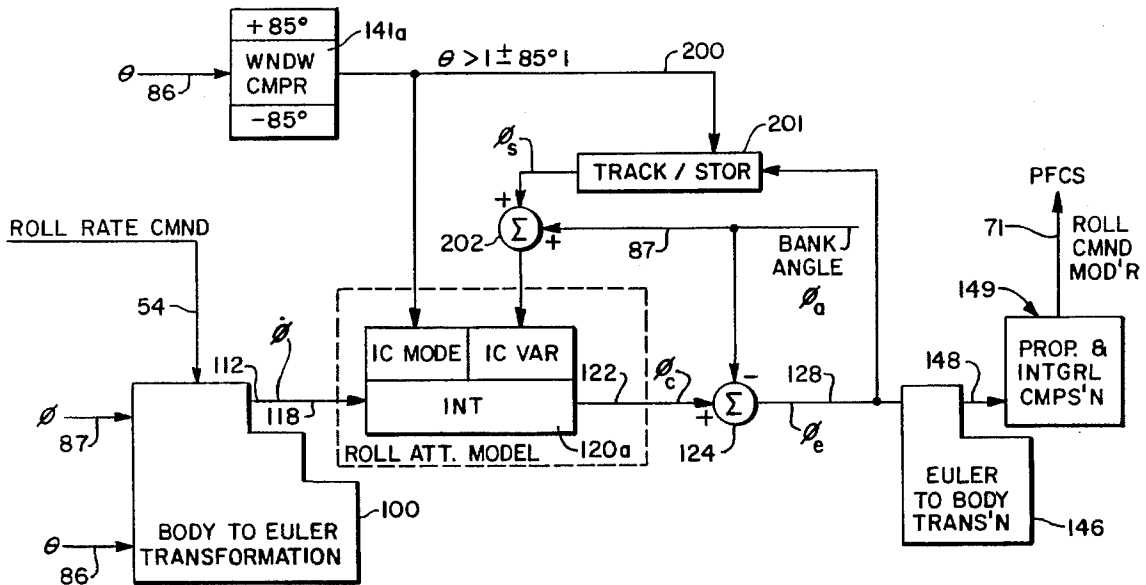 +85°
WNDW
CMPR
-85°
141a
θ
86
θ > | ± 85° |
200
201
ϕs
TRACK / STOR
PFCS
71
ROLL
CMND
MOD'R
ROLL RATE CMND
+
Σ
+
202
87
BANK
ANGLE
ϕa
54
149
IC MODE
IC VAR
PROP. &
INTGRL
CMPS'N
112
ϕ̇
118
INT
122
ϕc
-
+
Σ
124
128
ϕe
148
ϕ
87
ROLL ATT. MODEL
120a
EULER
TO BODY
TRANS'N
146
100
BODY TO EULER
TRANSFORMATION
θ
86